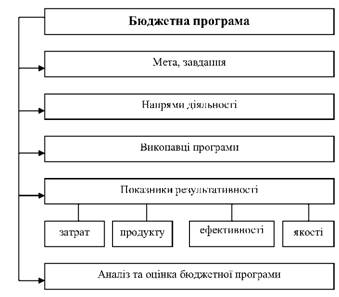 Бюджетна програма
Мета, завдання
Напрями діяльності
Виконавці програми
Показники результативності
затрат продукту ефективності якості
Аналіз та оцінка бюджетної програми